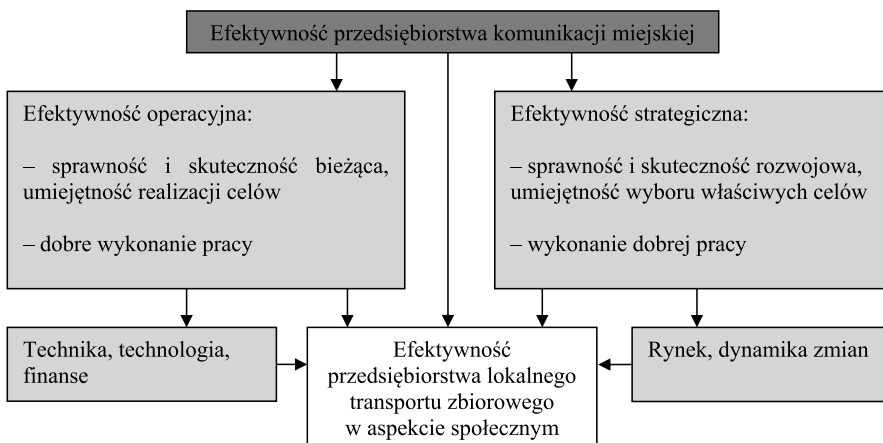 Efektywność przedsiębiorstwa komunikacji miejskiej
Efektywność operacyjna:
– sprawność i skuteczność bieżąca,
umiejętność realizacji celów
– dobre wykonanie pracy
Efektywność strategiczna:
– sprawność i skuteczność rozwojowa,
umiejętność wyboru właściwych celów
– wykonanie dobrej pracy
Technika, technologia,
finanse
Efektywność
przedsiębiorstwa lokalnego
transportu zbiorowego
w aspekcie społecznym
Rynek, dynamika zmian